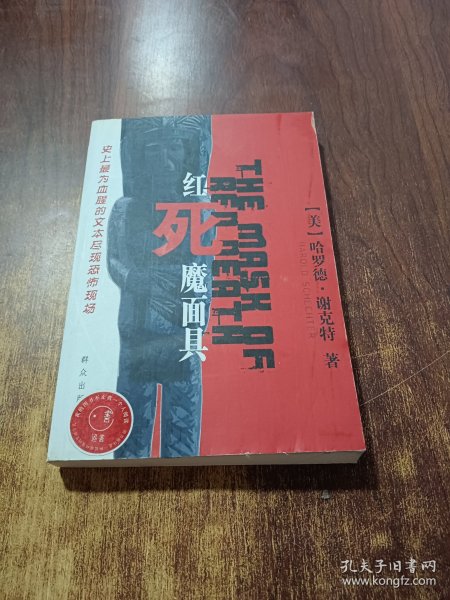 史上最为血腥的文本尽现恐怖现场
红死魔面具
THE MASK OF
RED DEATH
【美】哈罗德·谢克特 著
HAROLD SCHECHTER
群众出版
孔夫子旧书网
www.kongfz.com